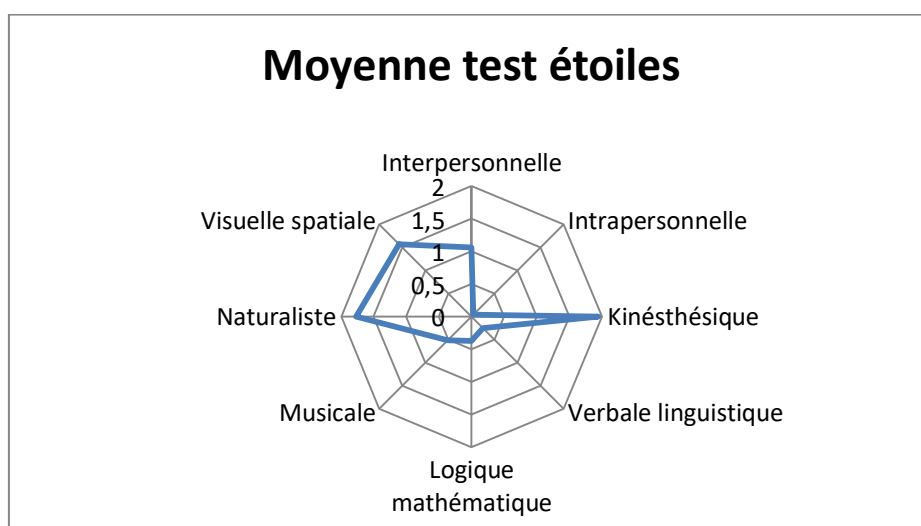 Moyenne test étoiles
Interpersonnelle
2
Visuelle spatiale
1,5
Intrapersonnelle
1
0,5
Naturaliste
0
Kinésthésique
Musicale
Verbale linguistique
Logique
mathématique